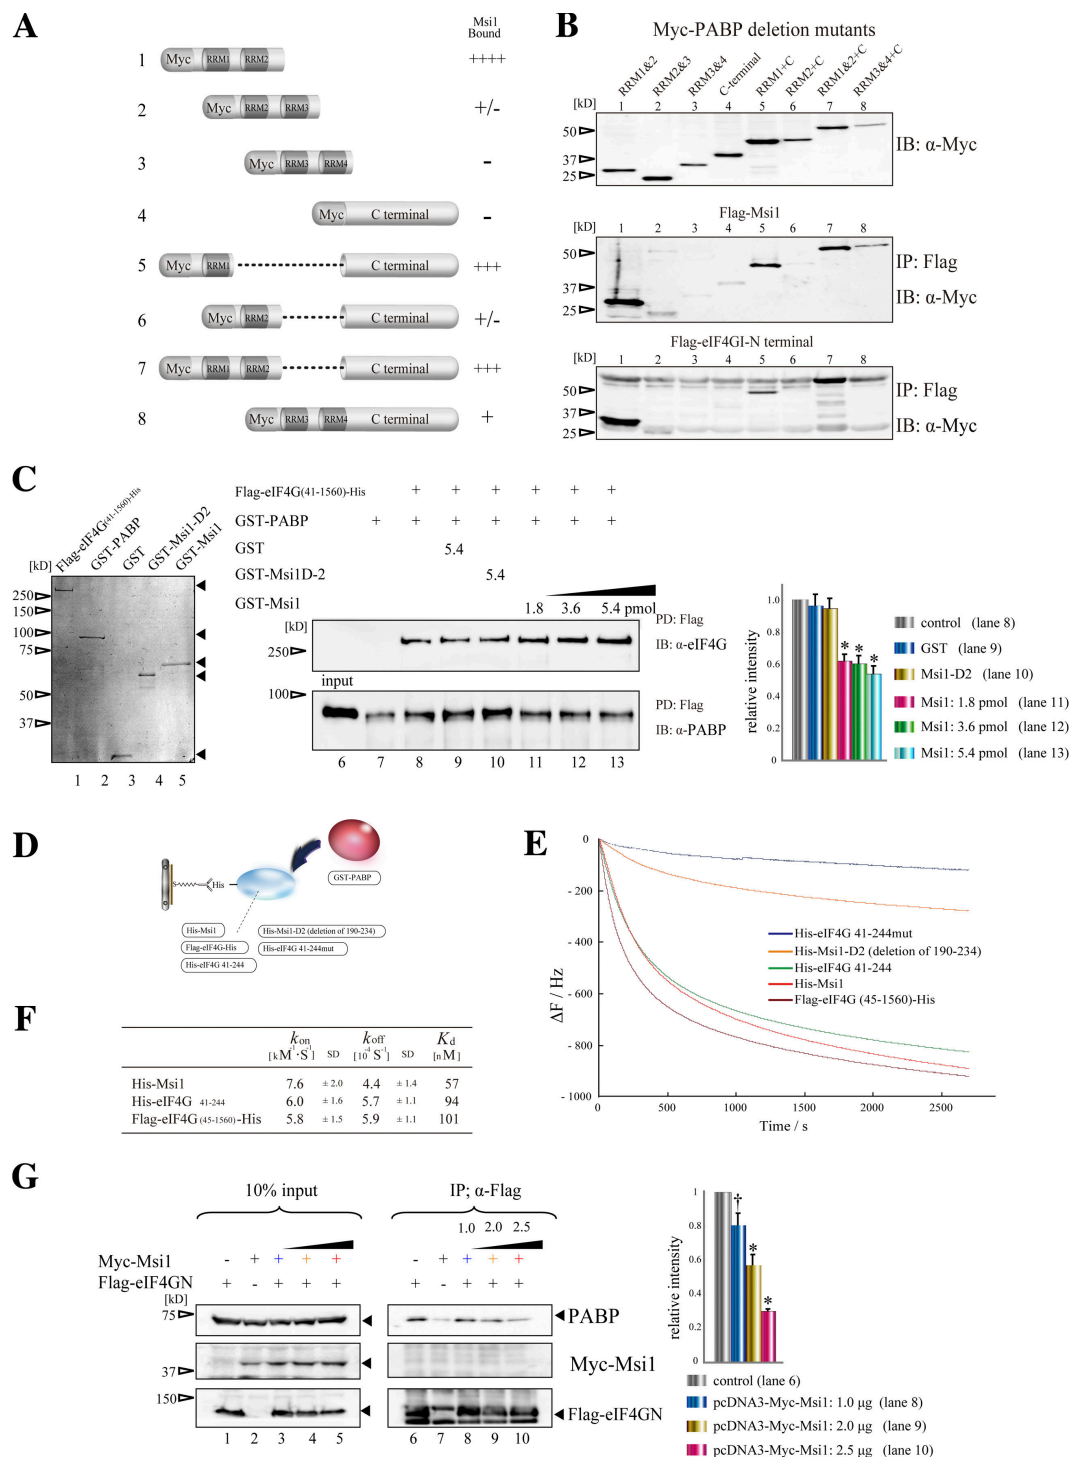 A
Msi1
Bound
1 Myc RRM1 RRM2 ++++
2 Myc RRM2 RRM3 +/-
3 Myc RRM3 RRM4 -
4 Myc C terminal -
5 Myc RRM1 C terminal +++
6 Myc RRM2 C terminal +/-
7 Myc RRM1 RRM2 C terminal +++
8 Myc RRM3 RRM4 C terminal +
B
Myc-PABP deletion mutants
RRM1&2 RRM2&3 RRM3&4 C-terminal RRM1+C RRM2+C RRM1&2+C RRM3&4+C
[kD] 1 2 3 4 5 6 7 8
50
37
25
IB: α-Myc
Flag-Msi1
[kD] 1 2 3 4 5 6 7 8
50
37
25
IP: Flag
IB: α-Myc
Flag-eIF4GI-N terminal
[kD] 1 2 3 4 5 6 7 8
50
37
25
IP: Flag
IB: α-Myc
C
Flag-eIF4G(41-1560)-His GST-PABP GST GST-Msi1-D2 GST-Msi1
[kD]
250
150
100
75
50
37
1 2 3 4 5
Flag-eIF4G(41-1560)-His + + + + + +
GST-PABP + + + + + + +
GST 5.4
GST-Msi1D-2 5.4
GST-Msi1 1.8 3.6 5.4 pmol
[kD]
250
PD: Flag
IB: α-eIF4G
input
100
PD: Flag
IB: α-PABP
6 7 8 9 10 11 12 13
relative intensity
1.0
0.8
0.6
0.4
0.2
0
* * *
control (lane 8)
GST (lane 9)
Msi1-D2 (lane 10)
Msi1: 1.8 pmol (lane 11)
Msi1: 3.6 pmol (lane 12)
Msi1: 5.4 pmol (lane 13)
D
S His
GST-PABP
His-Msi1
Flag-eIF4G-His
His-eIF4G 41-244
His-Msi1-D2 (deletion of 190-234)
His-eIF4G 41-244mut
E
0
- 200
- 400
- 600
- 800
- 1000
ΔF / Hz
His-eIF4G 41-244mut
His-Msi1-D2 (deletion of 190-234)
His-eIF4G 41-244
His-Msi1
Flag-eIF4G (45-1560)-His
0 500 1000 1500 2000 2500
Time / s
F
kon koff Kd
[kM-1·S-1] SD [10-4 S-1] SD [nM]
His-Msi1 7.6 ± 2.0 4.4 ± 1.4 57
His-eIF4G 41-244 6.0 ± 1.6 5.7 ± 1.1 94
Flag-eIF4G (45-1560)-His 5.8 ± 1.5 5.9 ± 1.1 101
G
10% input IP; α-Flag
1.0 2.0 2.5
Myc-Msi1 - + + + + - + + + +
Flag-eIF4GN + - + + + + - + + +
[kD]
75
PABP
37
Myc-Msi1
150
Flag-eIF4GN
1 2 3 4 5 6 7 8 9 10
relative intensity
1
0.8
0.6
0.4
0.2
0
† * *
control (lane 6)
pcDNA3-Myc-Msi1: 1.0 µg (lane 8)
pcDNA3-Myc-Msi1: 2.0 µg (lane 9)
pcDNA3-Myc-Msi1: 2.5 µg (lane 10)